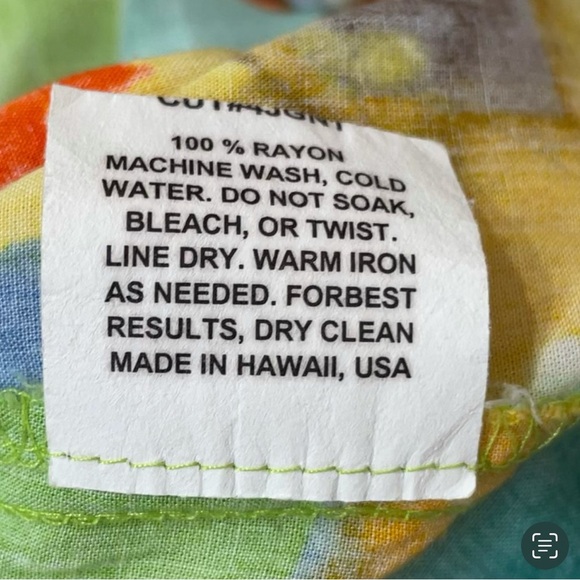 100 % RAYON
MACHINE WASH, COLD
WATER. DO NOT SOAK,
BLEACH, OR TWIST.
LINE DRY. WARM IRON
AS NEEDED. FORBEST
RESULTS, DRY CLEAN
MADE IN HAWAII, USA